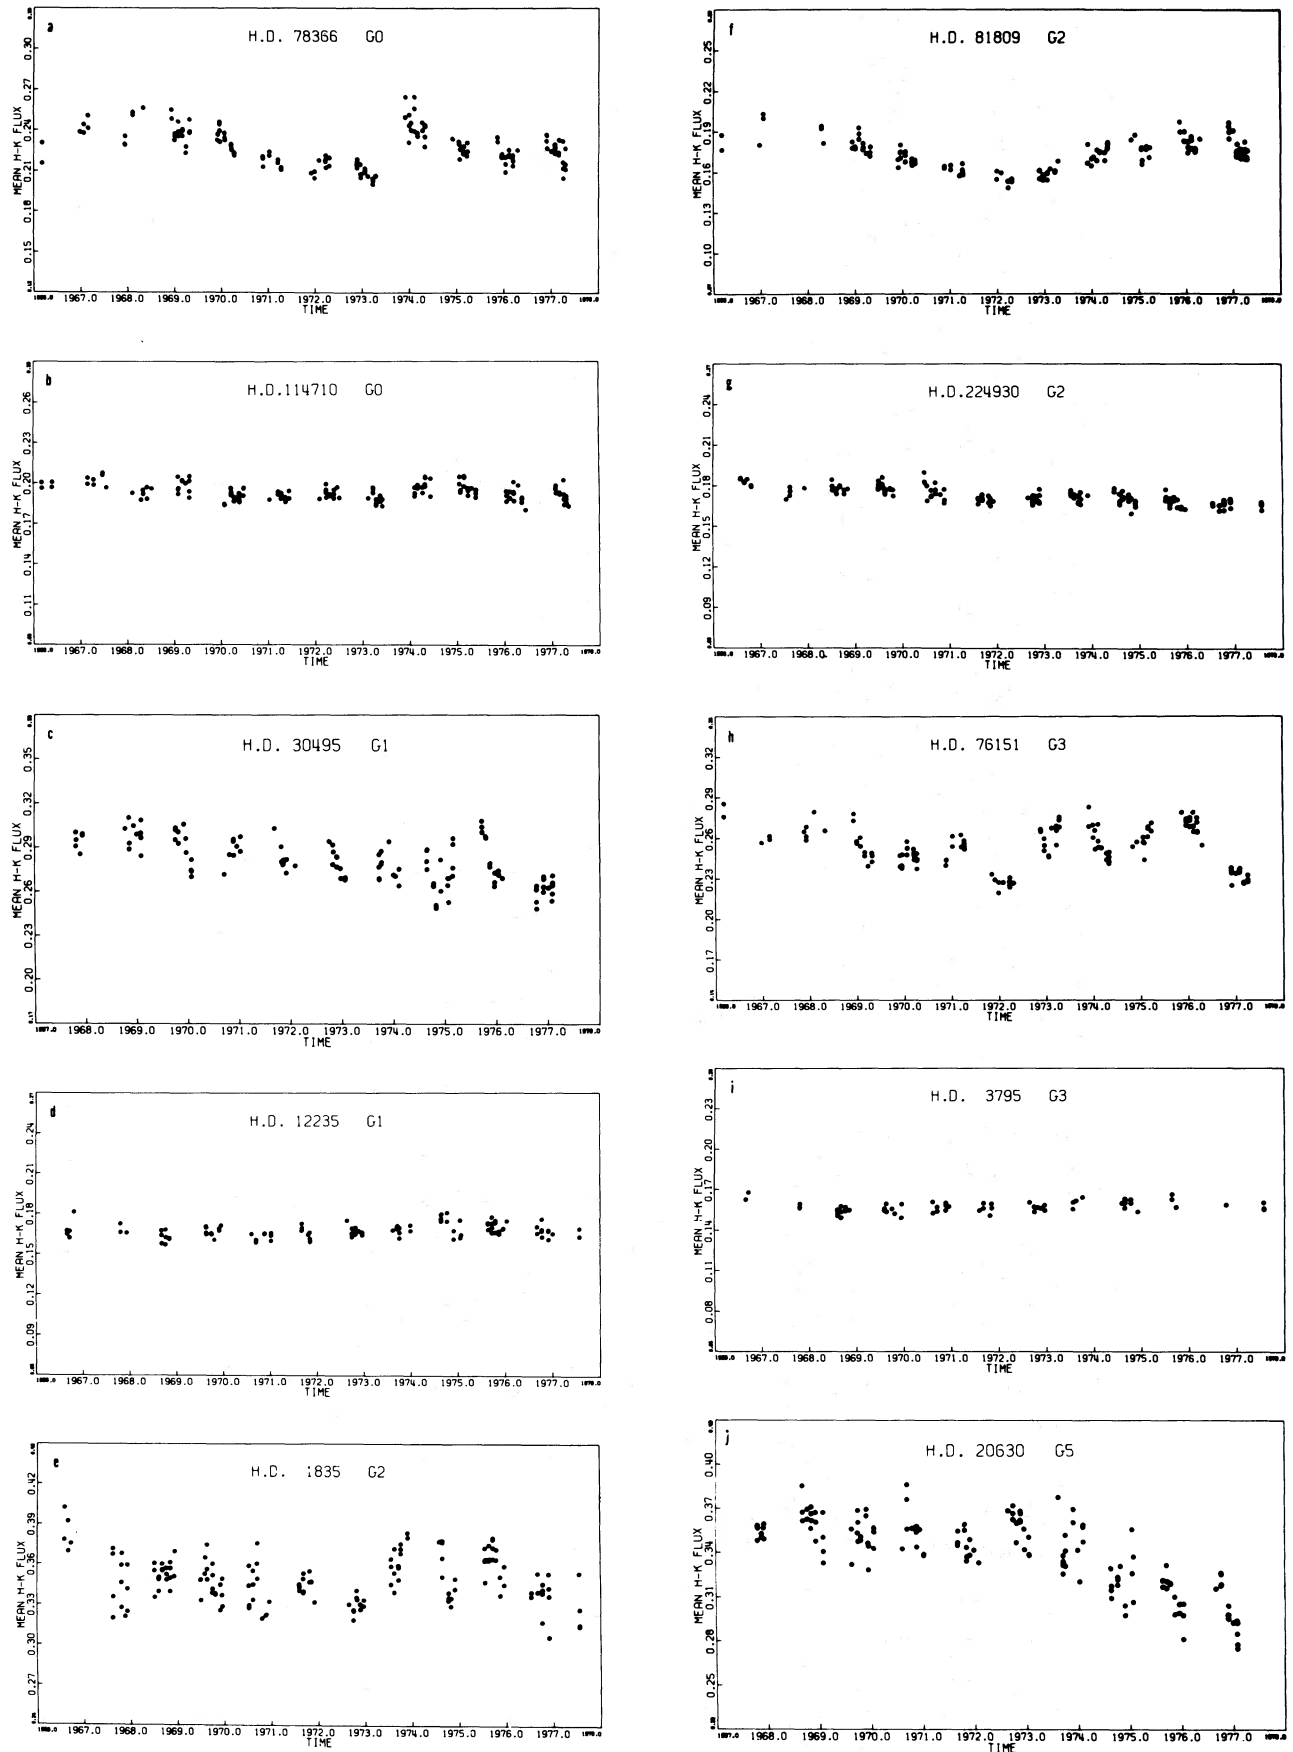 a
H.D. 78366 G0
MEAN H-K FLUX
0.30
0.27
0.24
0.21
0.18
0.15
1967.0 1968.0 1969.0 1970.0 1971.0 1972.0 1973.0 1974.0 1975.0 1976.0 1977.0
TIME
b
H.D.114710 G0
MEAN H-K FLUX
0.26
0.23
0.20
0.17
0.14
0.11
1967.0 1968.0 1969.0 1970.0 1971.0 1972.0 1973.0 1974.0 1975.0 1976.0 1977.0
TIME
c
H.D. 30495 G1
MEAN H-K FLUX
0.35
0.32
0.29
0.26
0.23
0.20
1968.0 1969.0 1970.0 1971.0 1972.0 1973.0 1974.0 1975.0 1976.0 1977.0
TIME
d
H.D. 12235 G1
MEAN H-K FLUX
0.24
0.21
0.18
0.15
0.12
0.09
1967.0 1968.0 1969.0 1970.0 1971.0 1972.0 1973.0 1974.0 1975.0 1976.0 1977.0
TIME
e
H.D. 1835 G2
MEAN H-K FLUX
0.42
0.39
0.36
0.33
0.30
0.27
1967.0 1968.0 1969.0 1970.0 1971.0 1972.0 1973.0 1974.0 1975.0 1976.0 1977.0
TIME
f
H.D. 81809 G2
MEAN H-K FLUX
0.25
0.22
0.19
0.16
0.13
0.10
1967.0 1968.0 1969.0 1970.0 1971.0 1972.0 1973.0 1974.0 1975.0 1976.0 1977.0
TIME
g
H.D.224930 G2
MEAN H-K FLUX
0.24
0.21
0.18
0.15
0.12
0.09
1967.0 1968.0 1969.0 1970.0 1971.0 1972.0 1973.0 1974.0 1975.0 1976.0 1977.0
TIME
h
H.D. 76151 G3
MEAN H-K FLUX
0.32
0.29
0.26
0.23
0.20
0.17
1967.0 1968.0 1969.0 1970.0 1971.0 1972.0 1973.0 1974.0 1975.0 1976.0 1977.0
TIME
i
H.D. 3795 G3
MEAN H-K FLUX
0.23
0.20
0.17
0.14
0.11
0.08
1967.0 1968.0 1969.0 1970.0 1971.0 1972.0 1973.0 1974.0 1975.0 1976.0 1977.0
TIME
j
H.D. 20630 G5
MEAN H-K FLUX
0.40
0.37
0.34
0.31
0.28
0.25
1968.0 1969.0 1970.0 1971.0 1972.0 1973.0 1974.0 1975.0 1976.0 1977.0
TIME